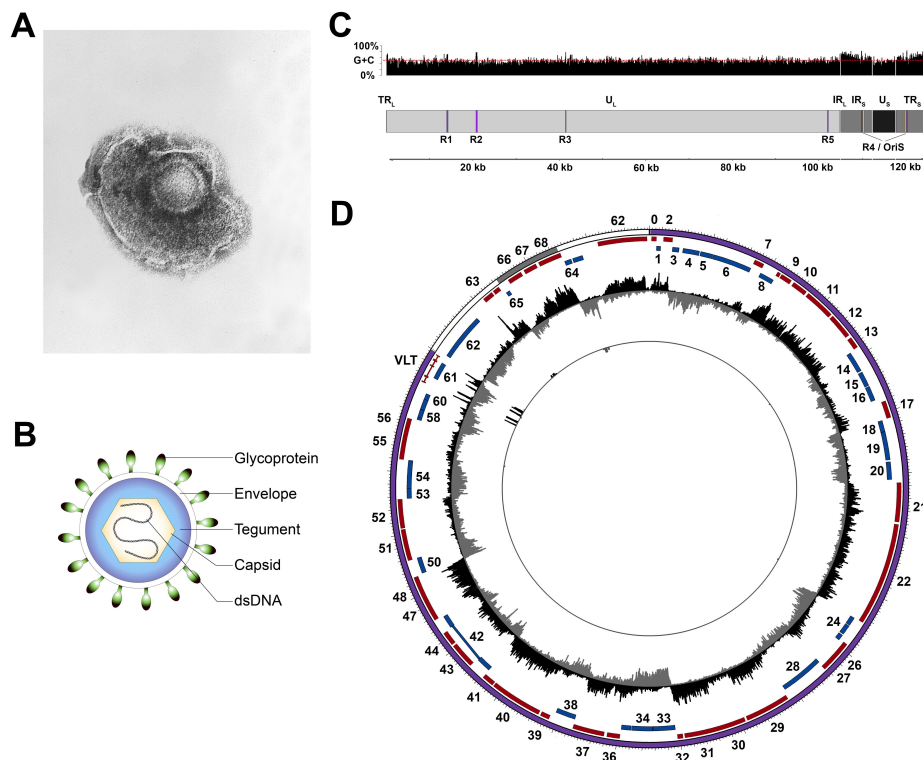 A
B
Glycoprotein
Envelope
Tegument
Capsid
dsDNA
C
100%
G+C
0%
TRL
UL
IRL
IRS
US
TRS
R1
R2
R3
R5
R4 / OriS
20 kb
40 kb
60 kb
80 kb
100 kb
120 kb
D
62
0
2
1
3
4
5
6
7
8
9
10
11
12
13
14
15
16
17
18
19
20
21
22
24
26
27
28
29
30
31
32
33
34
36
37
38
39
40
41
42
43
44
47
48
50
51
52
53
54
55
56
58
60
61
VLT
62
63
64
65
66
67
68